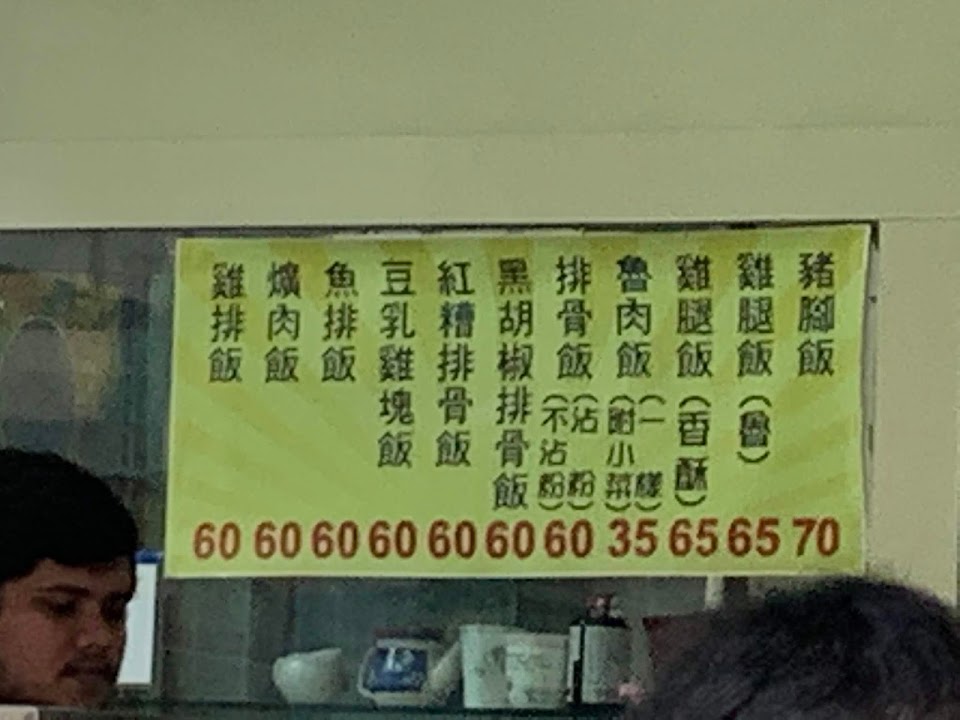 豬腳飯
70
雞腿飯(魯)
65
雞腿飯(香酥)
65
魯肉飯(一樣)(附小菜)
35
排骨飯(沾粉)(不沾粉)
60
黑胡椒排骨飯
60
紅糟排骨飯
60
豆乳雞塊飯
60
魚排飯
60
爌肉飯
60
雞排飯
60